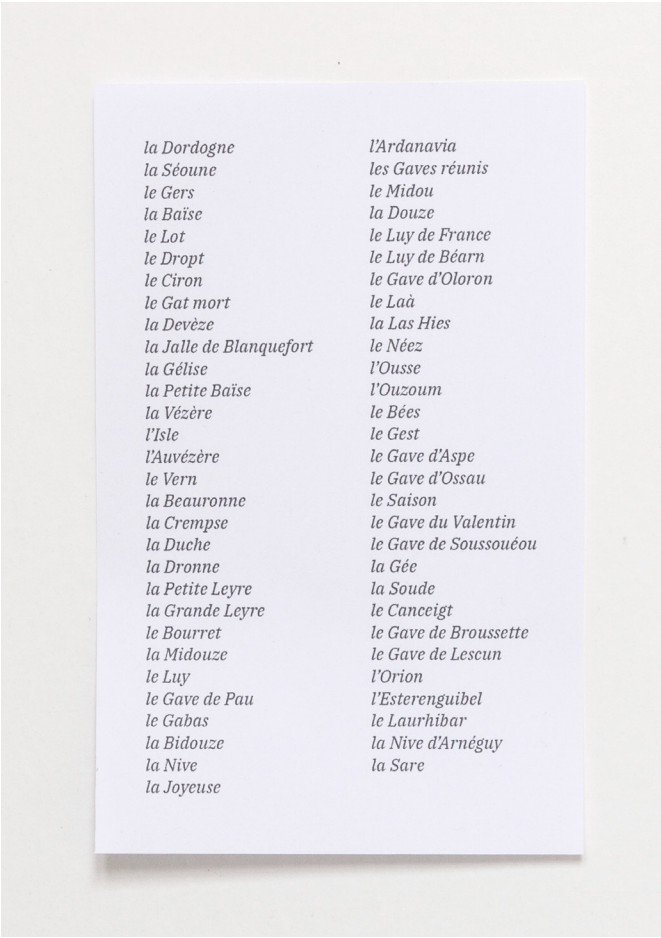 la Dordogne
la Séoune
le Gers
la Baïse
le Lot
le Dropt
le Ciron
le Gat mort
la Devèze
la Jalle de Blanquefort
la Gélise
la Petite Baïse
la Vézère
l'Isle
l'Auvézère
le Vern
la Beauronne
la Crempse
la Duche
la Dronne
la Petite Leyre
la Grande Leyre
le Bourret
la Midouze
le Luy
le Gave de Pau
le Gabas
la Bidouze
la Nive
la Joyeuse
l'Ardanavia
les Gaves réunis
le Midou
la Douze
le Luy de France
le Luy de Béarn
le Gave d'Oloron
le Laà
la Las Hies
le Néez
l'Ousse
l'Ouzoum
le Bées
le Gest
le Gave d'Aspe
le Gave d'Ossau
le Saison
le Gave du Valentin
le Gave de Soussouéou
la Gée
la Soude
le Canceigt
le Gave de Broussette
le Gave de Lescun
l'Orion
l'Esterenguibel
le Laurhibar
la Nive d'Arnéguy
la Sare